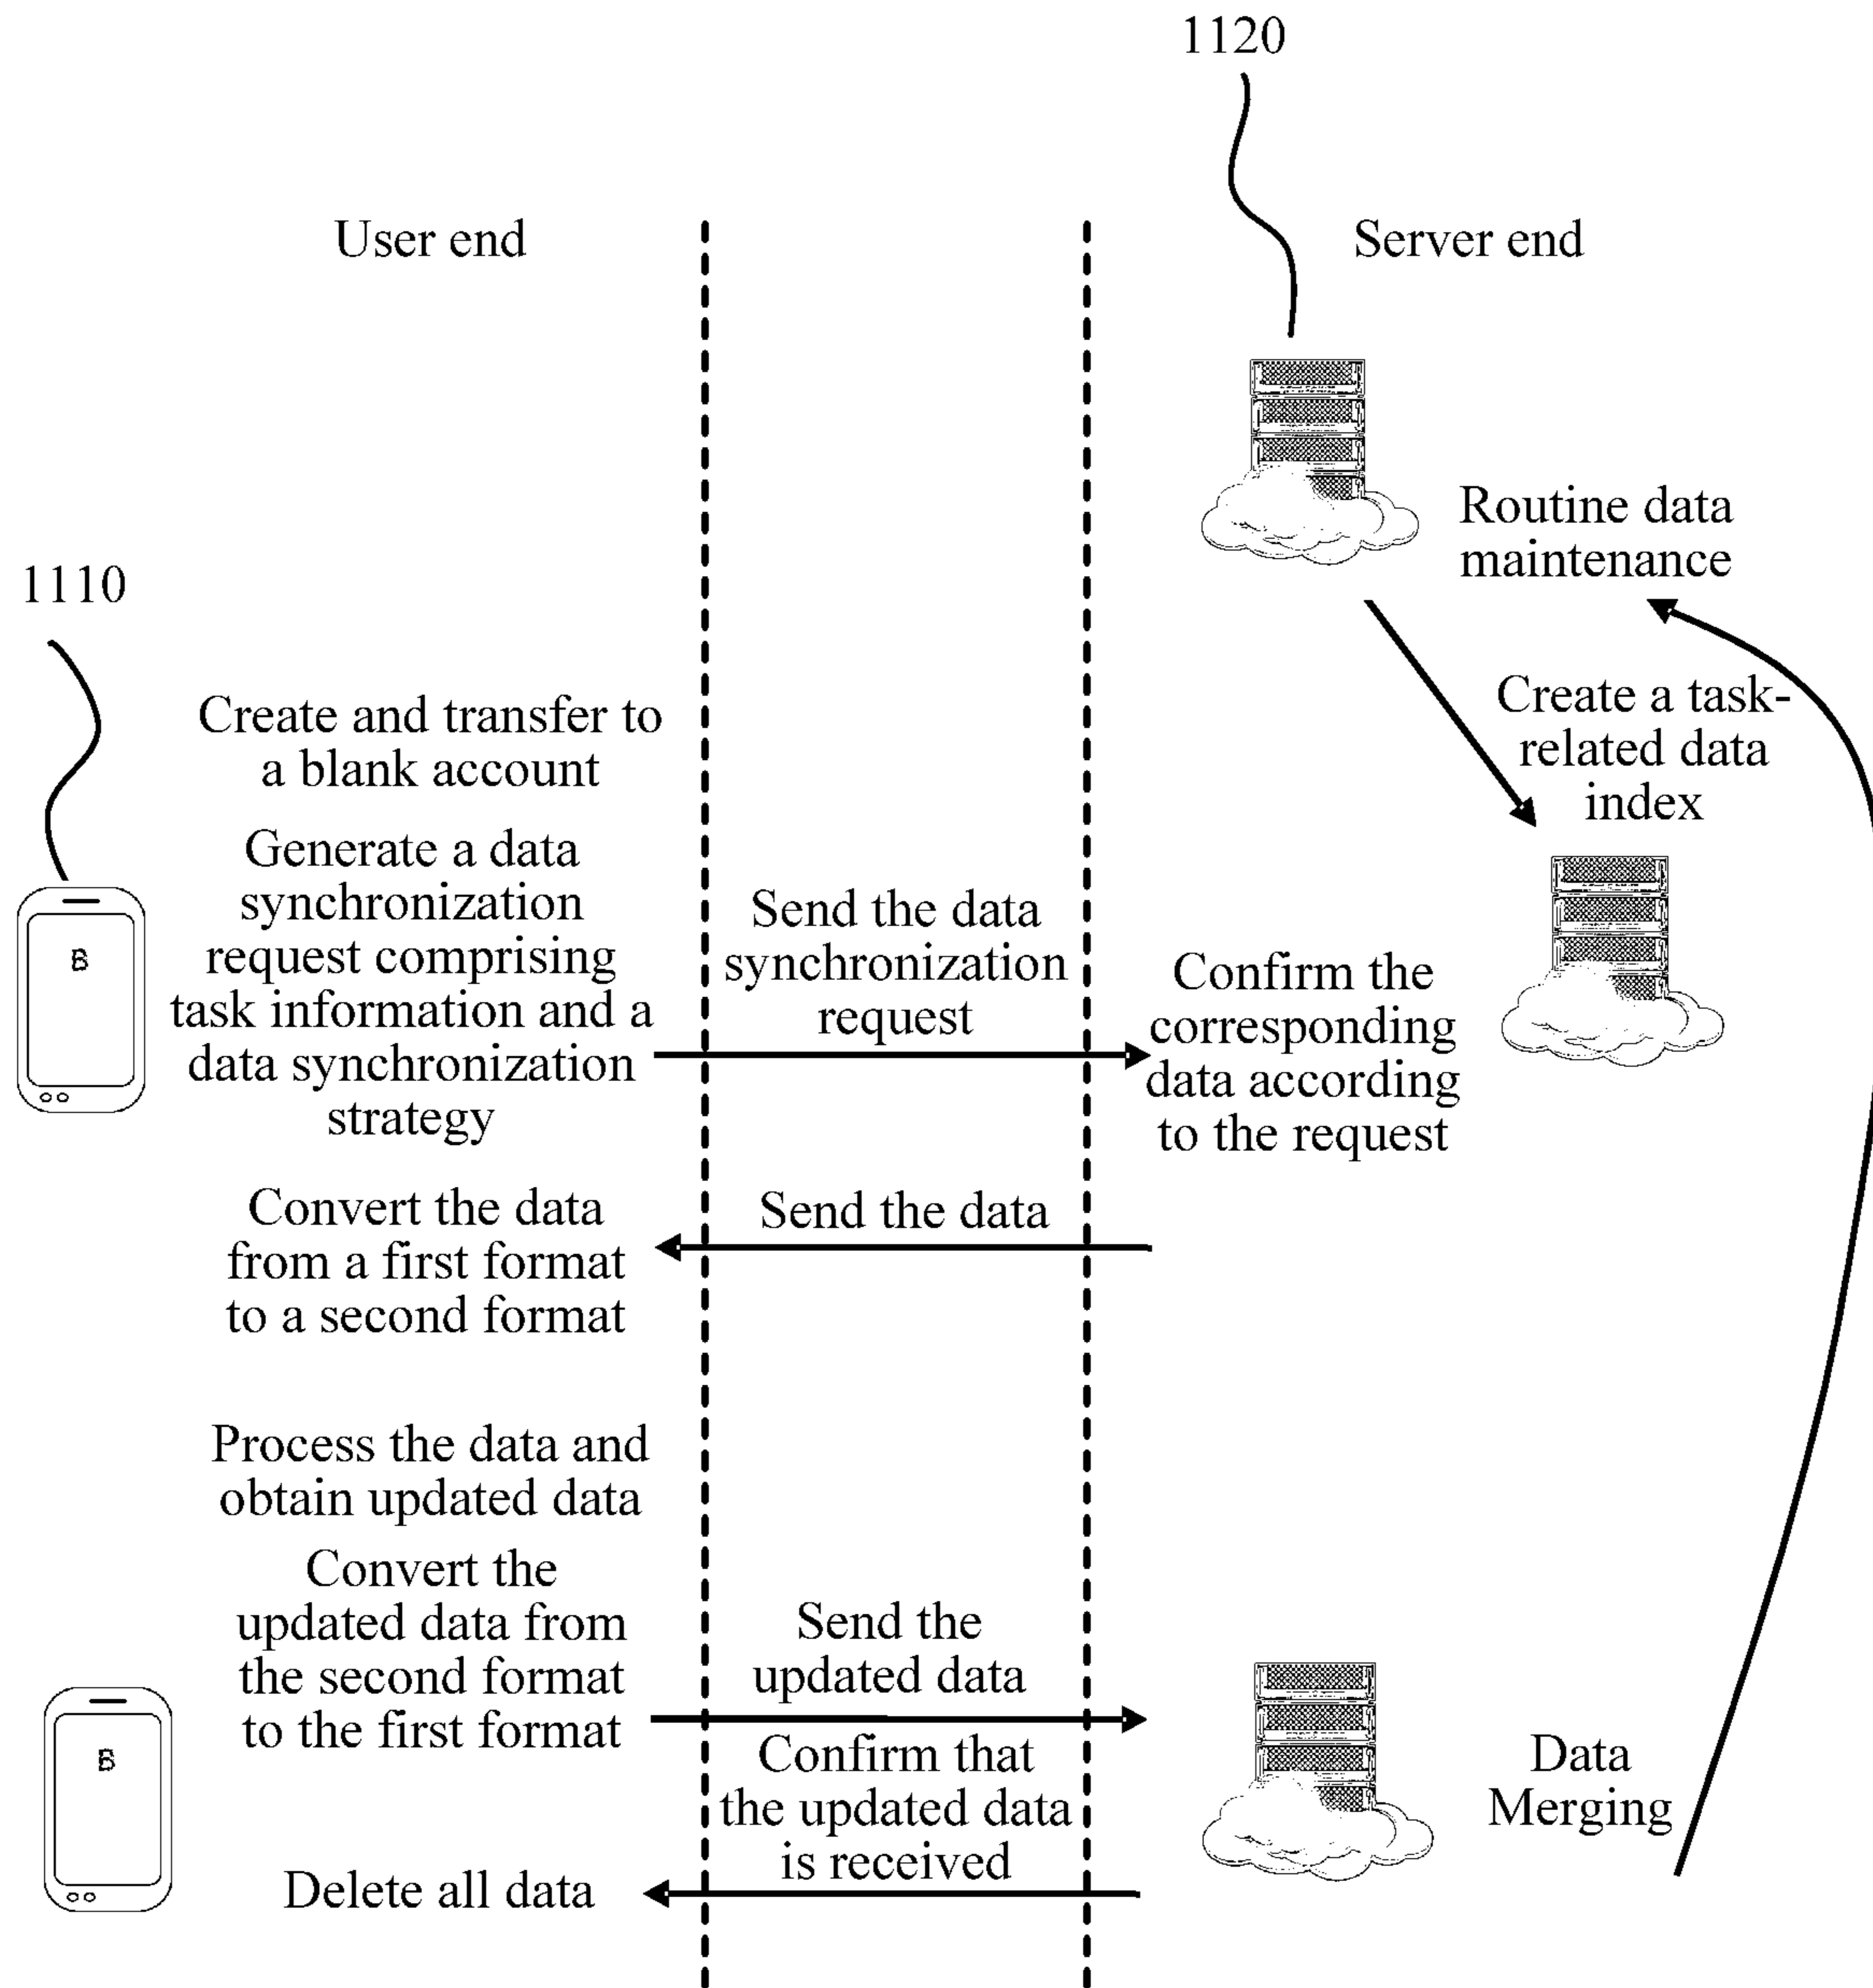 1120
User end
Server end
Routine data
maintenance
1110
Create and transfer to
a blank account
Create a task-
related data
index
Generate a data
synchronization
request comprising
task information and a
data synchronization
strategy
B
Send the data
synchronization
request
Confirm the
corresponding
data according
to the request
Convert the data
from a first format
to a second format
Send the data
Process the data and
obtain updated data
Convert the
updated data from
the second format
to the first format
B
Send the
updated data
Confirm that
the updated data
is received
Data
Merging
Delete all data